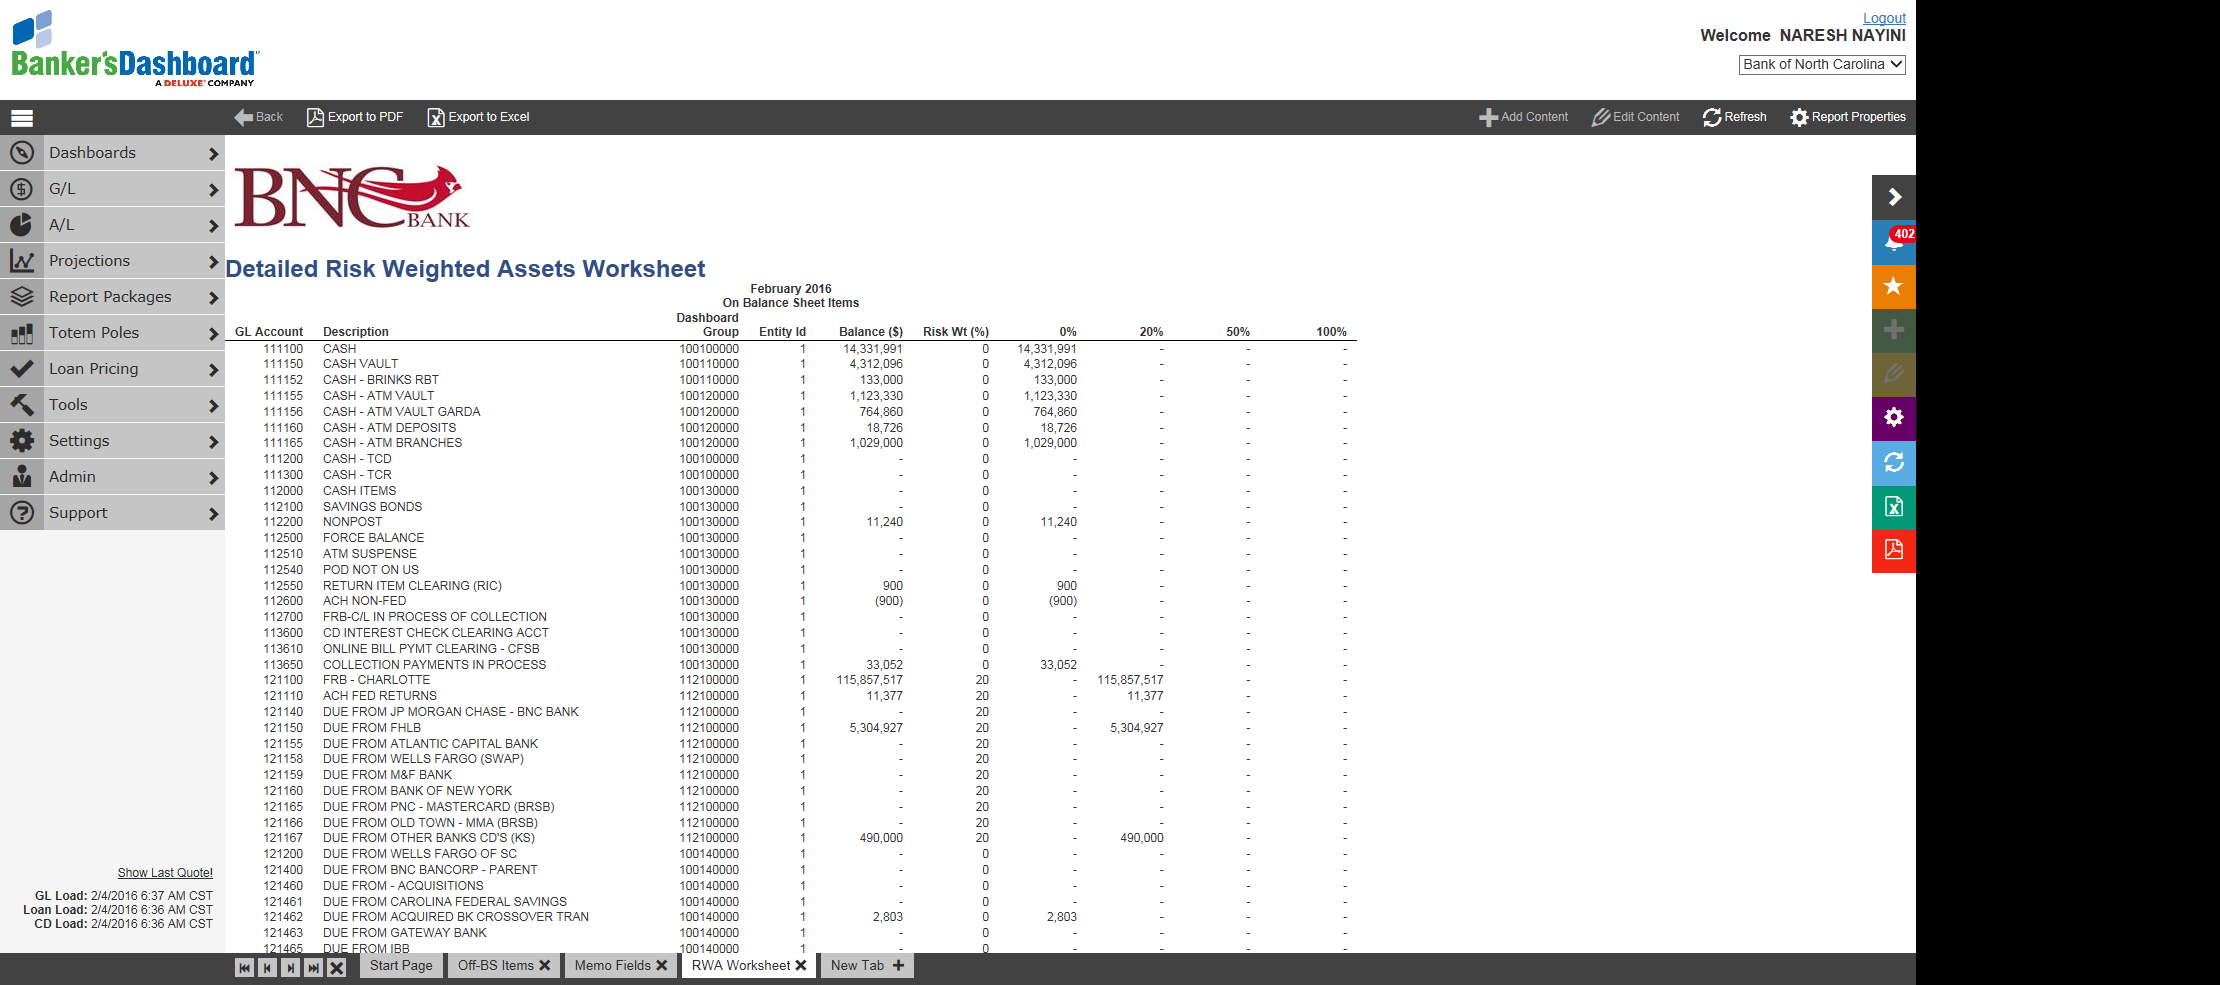 Logout
Banker'sDashboard
A DELUXE COMPANY
Welcome NARESH NAYINI
Bank of North Carolina
Back Export to PDF Export to Excel Add Content Edit Content Refresh Report Properties
Dashboards
G/L
A/L
Projections
Report Packages
Totem Poles
Loan Pricing
Tools
Settings
Admin
Support
Show Last Quote!
GL Load: 2/4/2016 6:37 AM CST
Loan Load: 2/4/2016 6:36 AM CST
CD Load: 2/4/2016 6:36 AM CST
BNC BANK
402
Detailed Risk Weighted Assets Worksheet
February 2016
On Balance Sheet Items
GL Account Description Dashboard Group Entity Id Balance ($) Risk Wt (%) 0% 20% 50% 100%
111100 CASH 100100000 1 14,331,991 0 14,331,991 - - -
111150 CASH VAULT 100110000 1 4,312,096 0 4,312,096 - - -
111152 CASH - BRINKS RBT 100110000 1 133,000 0 133,000 - - -
111155 CASH - ATM VAULT 100120000 1 1,123,330 0 1,123,330 - - -
111156 CASH - ATM VAULT GARDA 100120000 1 764,860 0 764,860 - - -
111160 CASH - ATM DEPOSITS 100120000 1 18,726 0 18,726 - - -
111165 CASH - ATM BRANCHES 100120000 1 1,029,000 0 1,029,000 - - -
111200 CASH - TCD 100100000 1 - 0 - - - -
111300 CASH - TCR 100100000 1 - 0 - - - -
112000 CASH ITEMS 100130000 1 - 0 - - - -
112100 SAVINGS BONDS 100130000 1 - 0 - - - -
112200 NONPOST 100130000 1 11,240 0 11,240 - - -
112500 FORCE BALANCE 100130000 1 - 0 - - - -
112510 ATM SUSPENSE 100130000 1 - 0 - - - -
112540 POD NOT ON US 100130000 1 - 0 - - - -
112550 RETURN ITEM CLEARING (RIC) 100130000 1 900 0 900 - - -
112600 ACH NON-FED 100130000 1 (900) 0 (900) - - -
112700 FRB-C/L IN PROCESS OF COLLECTION 100130000 1 - 0 - - - -
113600 CD INTEREST CHECK CLEARING ACCT 100130000 1 - 0 - - - -
113610 ONLINE BILL PYMT CLEARING - CFSB 100130000 1 - 0 - - - -
113650 COLLECTION PAYMENTS IN PROCESS 100130000 1 33,052 0 33,052 - - -
121100 FRB - CHARLOTTE 112100000 1 115,857,517 20 - 115,857,517 - -
121110 ACH FED RETURNS 112100000 1 11,377 20 - 11,377 - -
121140 DUE FROM JP MORGAN CHASE - BNC BANK 112100000 1 - 20 - - - -
121150 DUE FROM FHLB 112100000 1 5,304,927 20 - 5,304,927 - -
121155 DUE FROM ATLANTIC CAPITAL BANK 112100000 1 - 20 - - - -
121158 DUE FROM WELLS FARGO (SWAP) 112100000 1 - 20 - - - -
121159 DUE FROM M&F BANK 112100000 1 - 20 - - - -
121160 DUE FROM BANK OF NEW YORK 112100000 1 - 20 - - - -
121165 DUE FROM PNC - MASTERCARD (BRSB) 112100000 1 - 20 - - - -
121166 DUE FROM OLD TOWN - MMA (BRSB) 112100000 1 - 20 - - - -
121167 DUE FROM OTHER BANKS CD'S (KS) 112100000 1 490,000 20 - 490,000 - -
121200 DUE FROM WELLS FARGO OF SC 100140000 1 - 0 - - - -
121400 DUE FROM BNC BANCORP - PARENT 100140000 1 - 0 - - - -
121460 DUE FROM - ACQUISITIONS 100140000 1 - 0 - - - -
121461 DUE FROM CAROLINA FEDERAL SAVINGS 100140000 1 - 0 - - - -
121462 DUE FROM ACQUIRED BK CROSSOVER TRAN 100140000 1 2,803 0 2,803 - - -
121463 DUE FROM GATEWAY BANK 100140000 1 - 0 - - - -
121465 DUE FROM IBB 100140000 1 - 0 - - - -
Start Page Off-BS Items Memo Fields RWA Worksheet New Tab